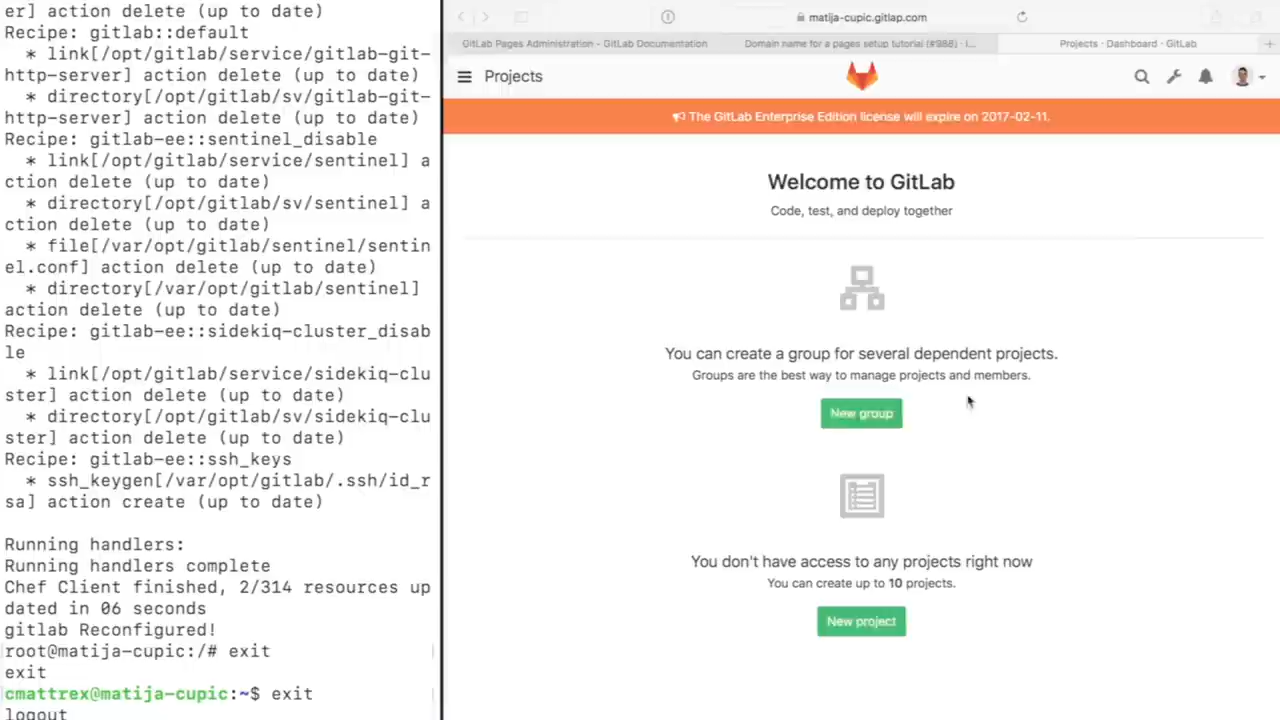 er] action delete (up to date)
Recipe: gitlab::default
  * link[/opt/gitlab/service/gitlab-git-
http-server] action delete (up to date)
  * directory[/opt/gitlab/sv/gitlab-git-
http-server] action delete (up to date)
Recipe: gitlab-ee::sentinel_disable
  * link[/opt/gitlab/service/sentinel] a
ction delete (up to date)
  * directory[/opt/gitlab/sv/sentinel] a
ction delete (up to date)
  * file[/var/opt/gitlab/sentinel/sentin
el.conf] action delete (up to date)
  * directory[/var/opt/gitlab/sentinel]
action delete (up to date)
Recipe: gitlab-ee::sidekiq-cluster_disab
le
  * link[/opt/gitlab/service/sidekiq-clu
ster] action delete (up to date)
  * directory[/opt/gitlab/sv/sidekiq-clu
ster] action delete (up to date)
Recipe: gitlab-ee::ssh_keys
  * ssh_keygen[/var/opt/gitlab/.ssh/id_r
sa] action create (up to date)
Running handlers:
Running handlers complete
Chef Client finished, 2/314 resources up
dated in 06 seconds
gitlab Reconfigured!
root@matija-cupic:/# exit
exit
cmattrex@matija-cupic:~$ exit
logout
matija-cupic.gitlap.com
GitLab Pages Administration - GitLab Documentation
Domain name for a pages setup tutorial (#988) · i...
Projects · Dashboard · GitLab
Projects
The GitLab Enterprise Edition license will expire on 2017-02-11.
Welcome to GitLab
Code, test, and deploy together
You can create a group for several dependent projects.
Groups are the best way to manage projects and members.
New group
You don't have access to any projects right now
You can create up to 10 projects.
New project